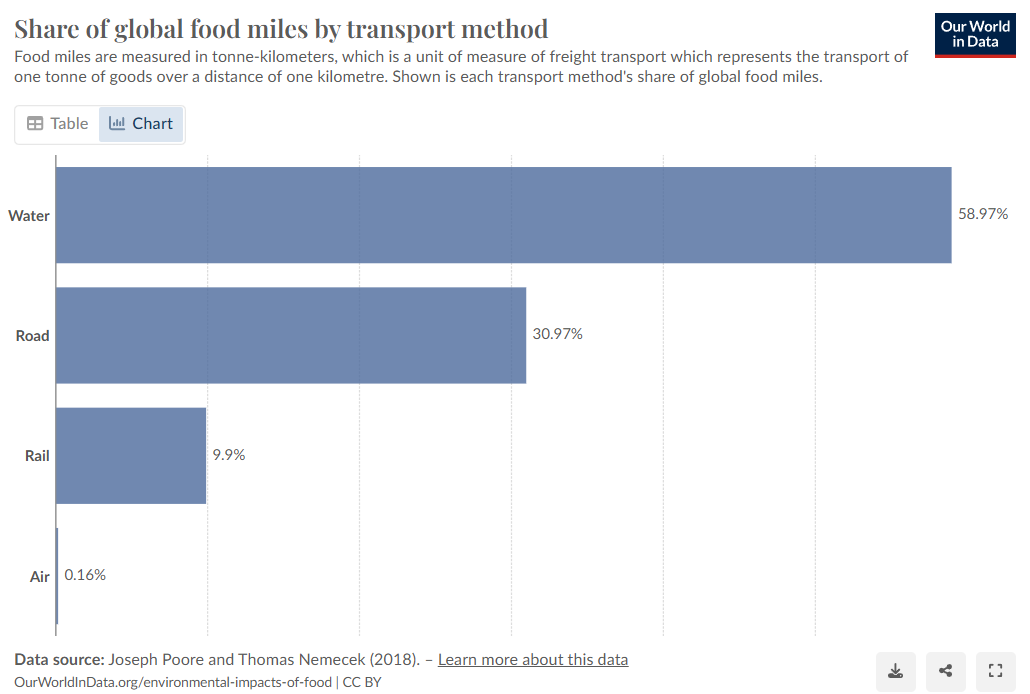 Share of global food miles by transport method
Our World
in Data
Food miles are measured in tonne-kilometers, which is a unit of measure of freight transport which represents the transport of
one tonne of goods over a distance of one kilometre. Shown is each transport method's share of global food miles.
Table
Chart
Water
58.97%
Road
30.97%
Rail
9.9%
Air
0.16%
Data source: Joseph Poore and Thomas Nemecek (2018). – Learn more about this data
OurWorldInData.org/environmental-impacts-of-food | CC BY